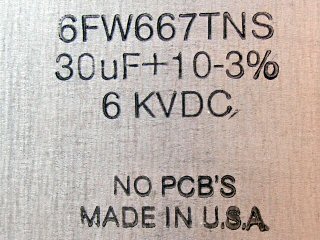 6FW667TNS
30uF+10-3%
6 KVDC
NO PCB'S
MADE IN U.S.A